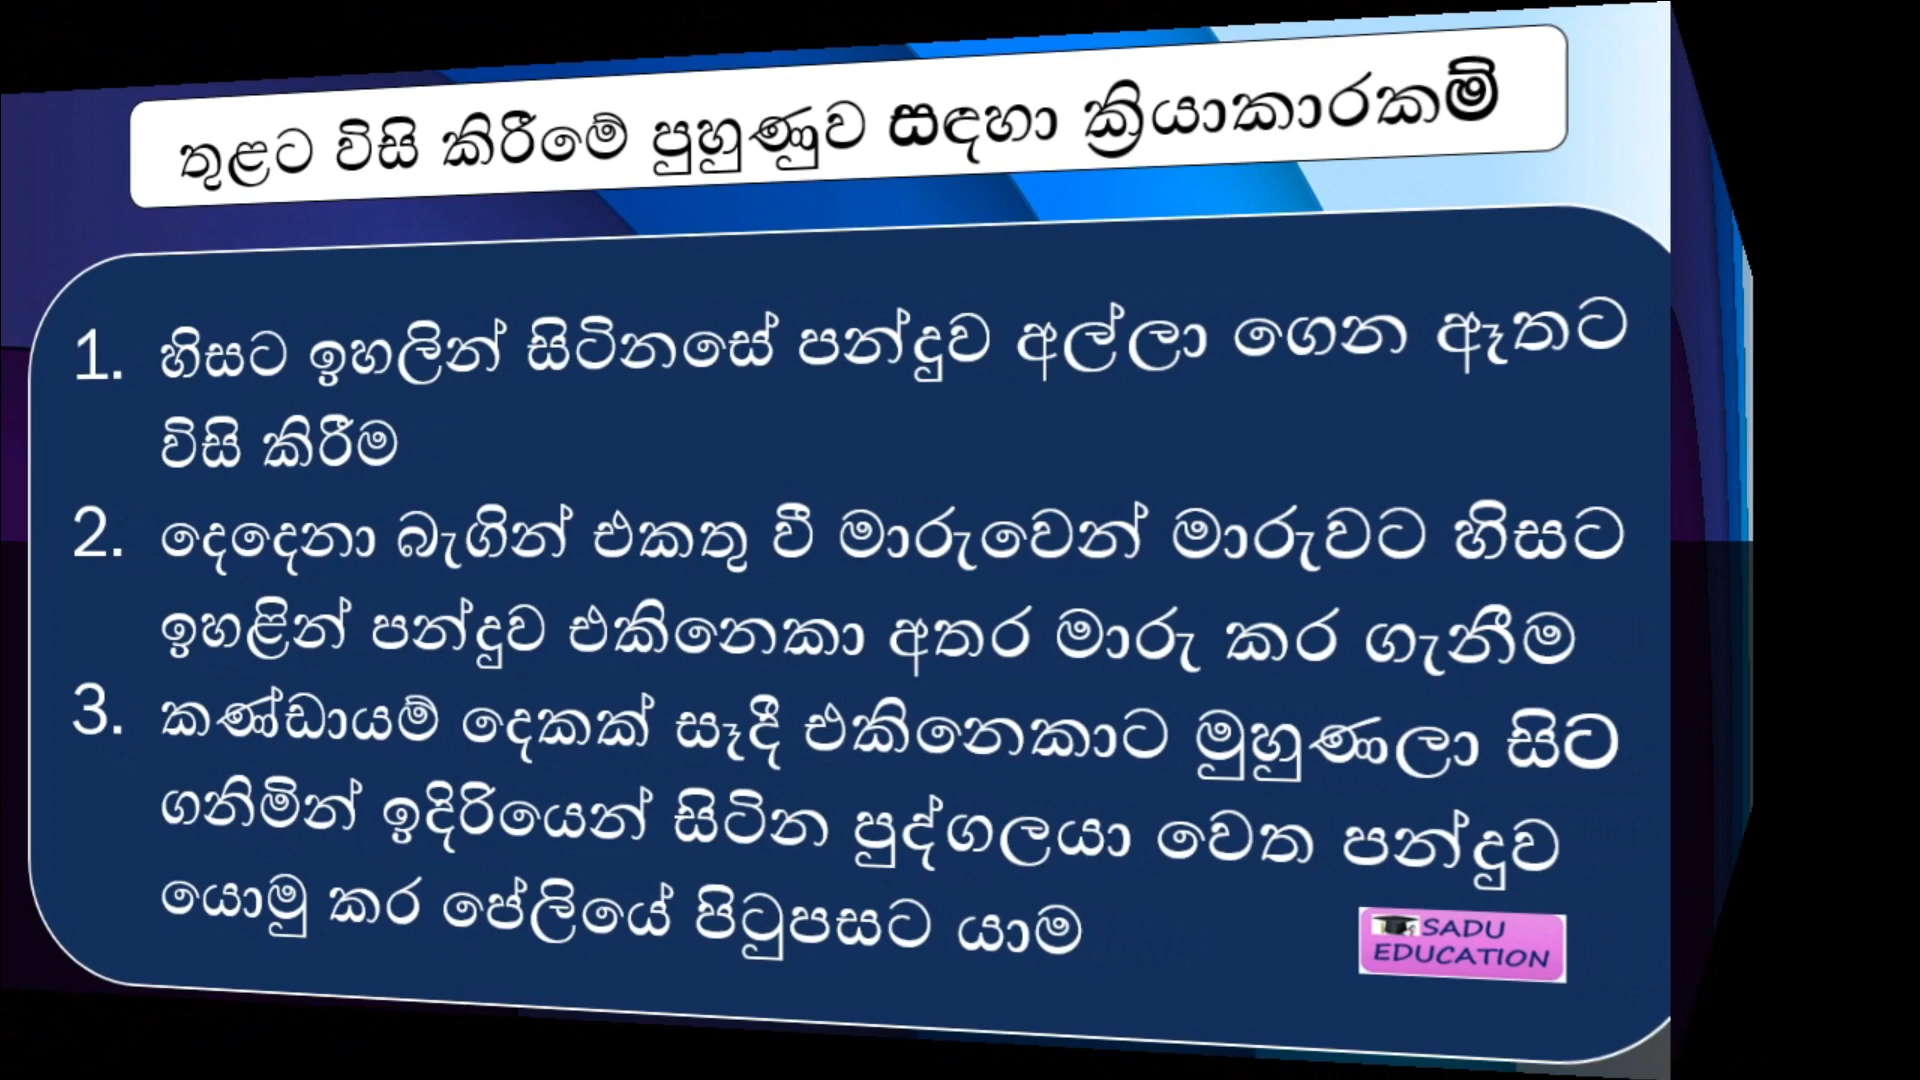 තුළට විසි කිරීමේ පුහුණුව සඳහා ක්‍රියාකාරකම්
1. හිසට ඉහලින් සිටිනසේ පන්දුව අල්ලා ගෙන ඈතට
විසි කිරීම
2. දෙදෙනා බැගින් එකතු වී මාරුවෙන් මාරුවට හිසට
ඉහළින් පන්දුව එකිනෙකා අතර මාරු කර ගැනීම
3. කණ්ඩායම් දෙකක් සෑදී එකිනෙකාට මුහුණලා සිට
ගනිමින් ඉදිරියෙන් සිටින පුද්ගලයා වෙත පන්දුව
යොමු කර පේලියේ පිටුපසට යාම
SADU
EDUCATION